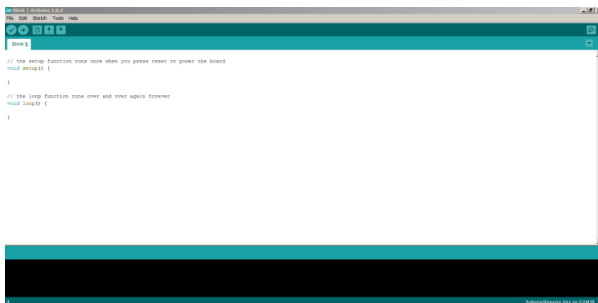 Blink | Arduino 1.8.2
File Edit Sketch Tools Help
Blink §
// the setup function runs once when you press reset or power the board
void setup() {
}
// the loop function runs over and over again forever
void loop() {
}